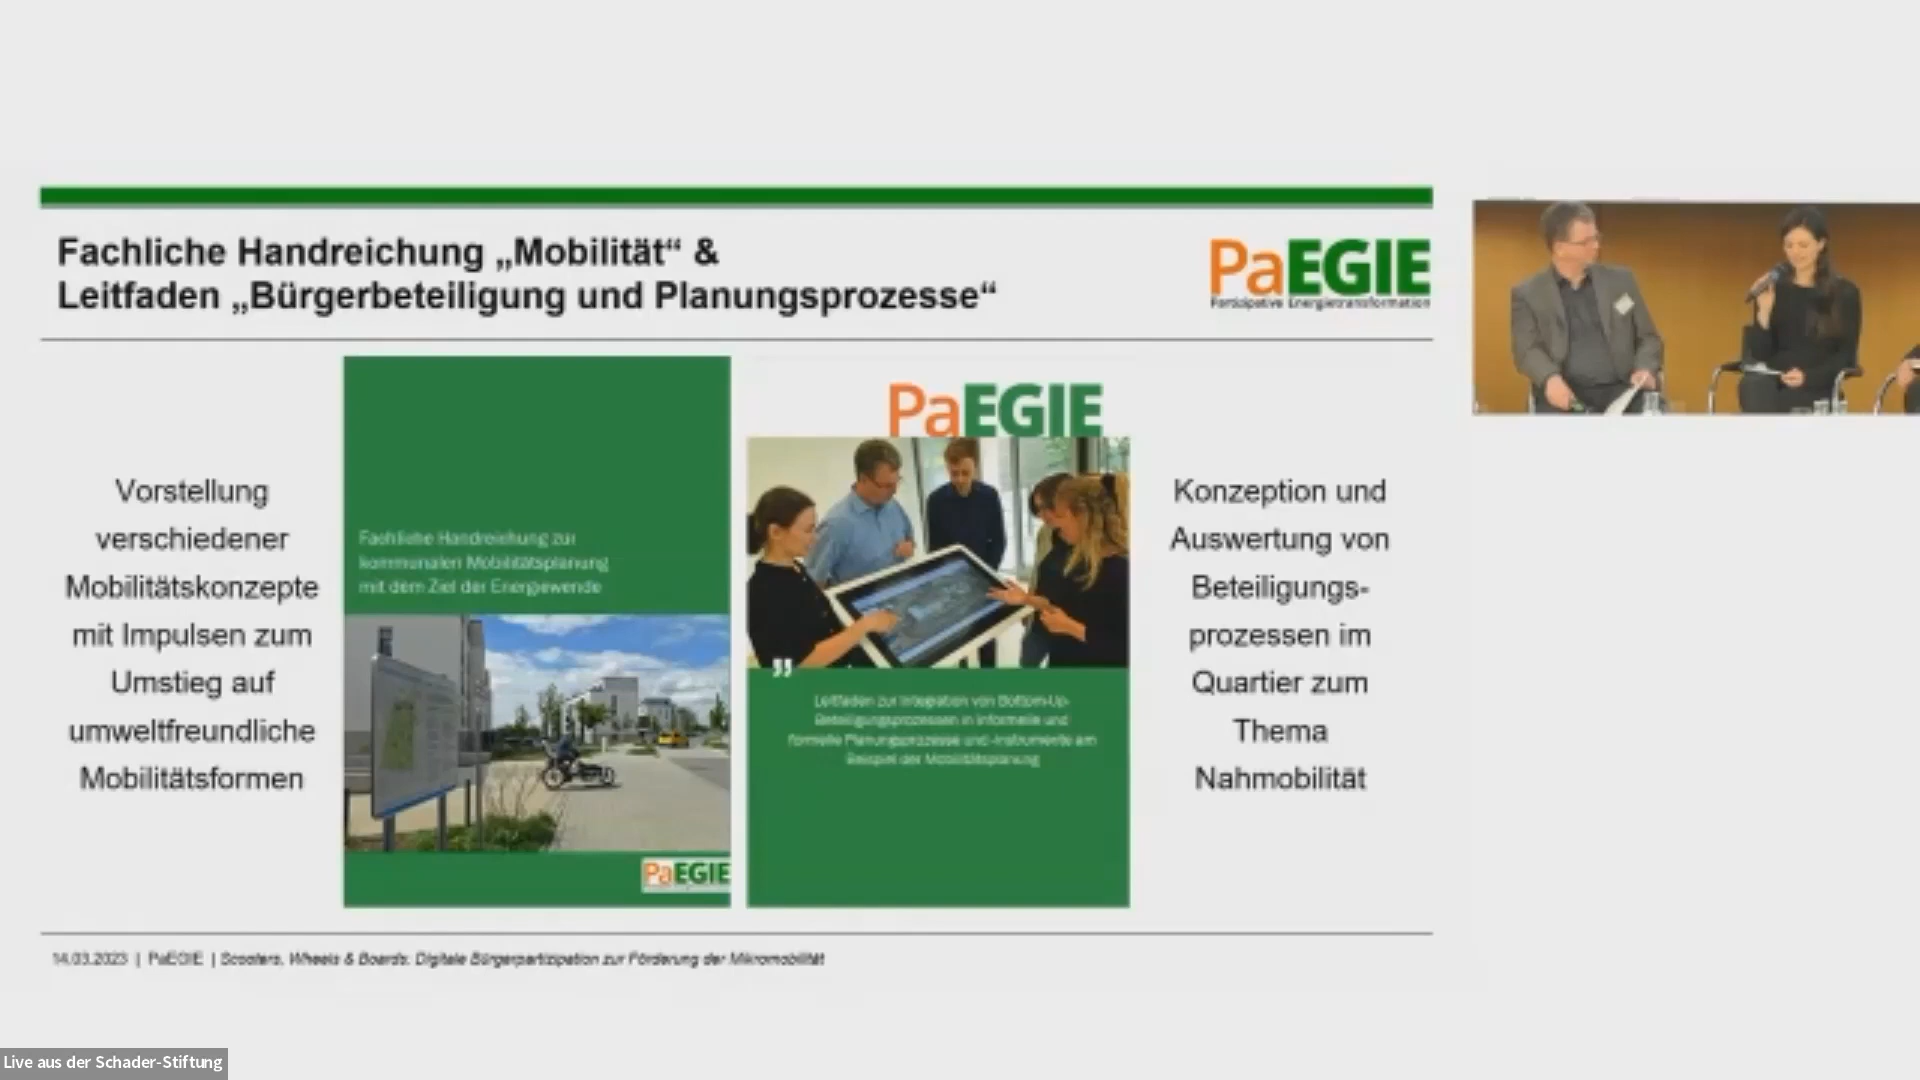 Fachliche Handreichung „Mobilität“ &
Leitfaden „Bürgerbeteiligung und Planungsprozesse“
PaEGIE
Participative Energietransformation
Vorstellung
verschiedener
Mobilitätskonzepte
mit Impulsen zum
Umstieg auf
umweltfreundliche
Mobilitätsformen
Fachliche Handreichung zur
kommunalen Mobilitätsplanung
mit dem Ziel der Energiewende
PaEGIE
PaEGIE
Leitfaden zur Integration von Bottom-Up-
Beteiligungsprozessen in informelle und
formelle Planungsprozesse und -instrumente am
Beispiel der Mobilitätsplanung
Konzeption und
Auswertung von
Beteiligungs-
prozessen im
Quartier zum
Thema
Nahmobilität
14.03.2023 | PaEGIE | Scooters, Wheels & Boards: Digitale Bürgerpartizipation zur Förderung der Mikromobilität
Live aus der Schader-Stiftung